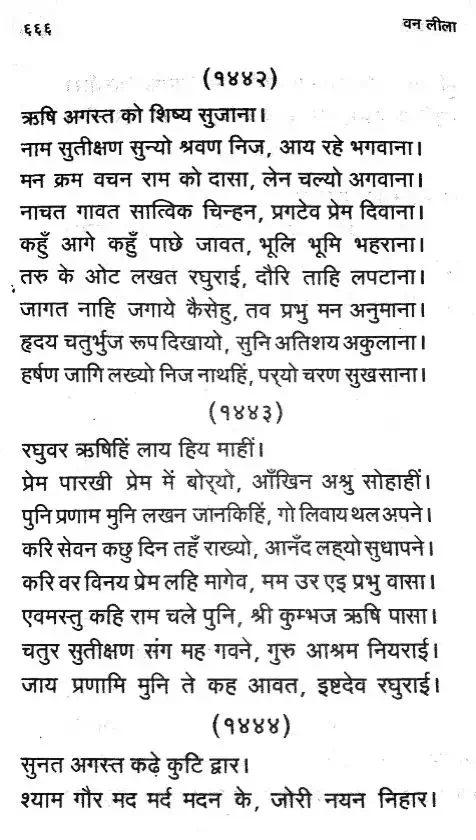 ६६६ वन लीला
(१४४२)
ऋषि अगस्त को शिष्य सुजाना।
नाम सुतीक्षण सुन्यो श्रवण निज, आय रहे भगवाना।
मन क्रम वचन राम को दासा, लेन चल्यो अगवाना।
नाचत गावत सात्विक चिन्हन, प्रगटेव प्रेम दिवाना।
कहुँ आगे कहुँ पाछे जावत, भूलि भूमि भहराना।
तरु के ओट लखत रघुराई, दौरि ताहि लपटाना।
जागत नाहि जगाये कैसेहु, तव प्रभु मन अनुमाना।
हृदय चतुर्भुज रूप दिखायो, सुनि अतिशय अकुलाना।
हर्षण जागि लख्यो निज नाथहिं, पर्‌यो चरण सुखसाना।
(१४४३)
रघुवर ऋषिहिं लाय हिय माहीं।
प्रेम पारखी प्रेम में बोर्‌यो, आँखिन अश्रु सोहाहीं।
पुनि प्रणाम मुनि लखन जानकिहिं, गो लिवाय थल अपने।
करि सेवन कछु दिन तहँ राख्यो, आनँद लह्यो सुधापने।
करि वर विनय प्रेम लहि मागेव, मम उर एइ प्रभु वासा।
एवमस्तु कहि राम चले पुनि, श्री कुम्भज ऋषि पासा।
चतुर सुतीक्षण संग मह गवने, गुरु आश्रम नियराई।
जाय प्रणामि मुनि ते कह आवत, इष्टदेव रघुराई।
(१४४४)
सुनत अगस्त कढ़े कुटि द्वार।
श्याम गौर मद मर्द मदन के, जोरी नयन निहार।